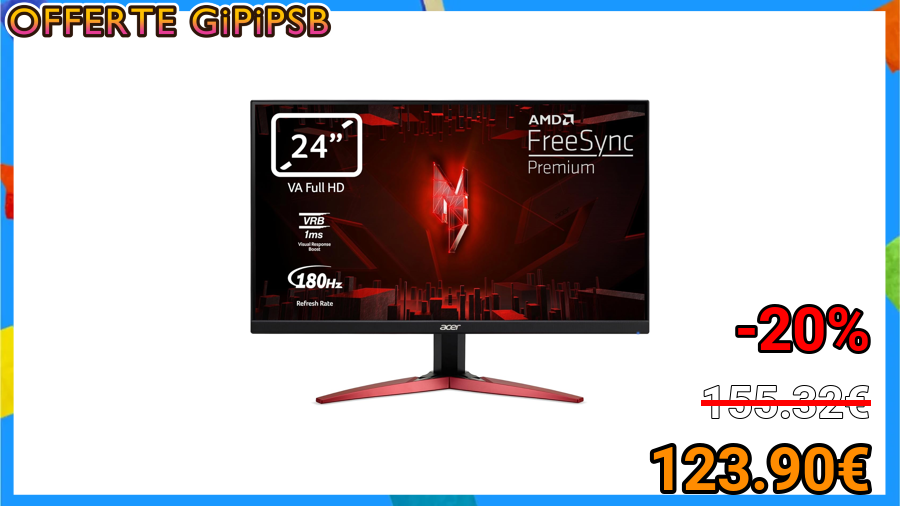 OFFERTE GiPiPSB
24”
VA Full HD
VRB
1ms
Visual Response
Boost
180Hz
Refresh Rate
AMD
FreeSync
Premium
acer
-20%
155.32€
123.90€